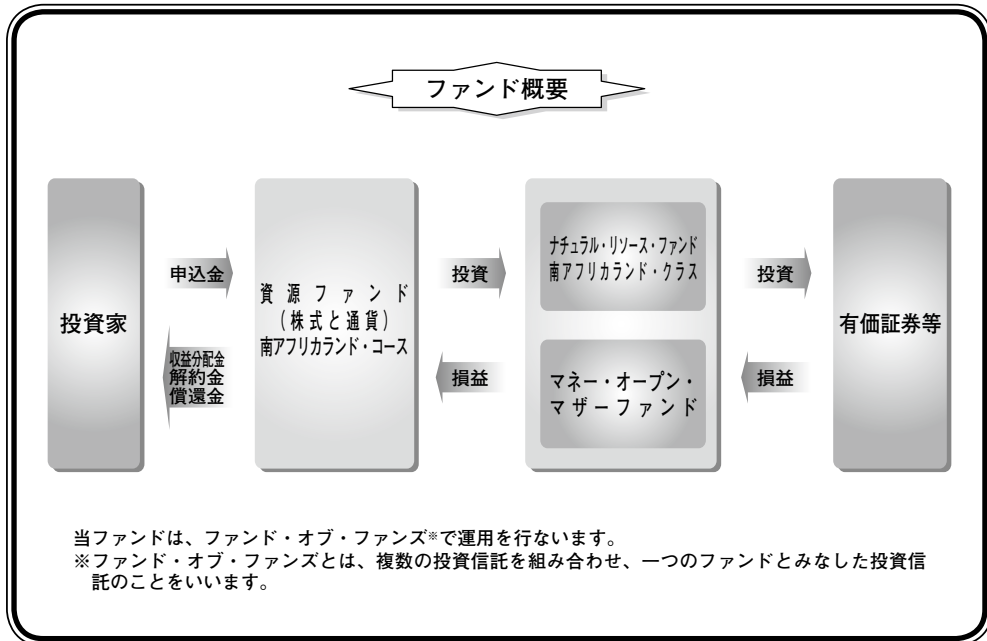 ファンド概要
投資家
申込金
収益分配金
解約金
償還金
資源ファンド
(株式と通貨)
南アフリカランド・コース
投資
損益
ナチュラル・リソース・ファンド
南アフリカランド・クラス
マネー・オープン・
マザーファンド
投資
損益
有価証券等
当ファンドは、ファンド・オブ・ファンズ※で運用を行ないます。
※ファンド・オブ・ファンズとは、複数の投資信託を組み合わせ、一つのファンドとみなした投資信
託のことをいいます。